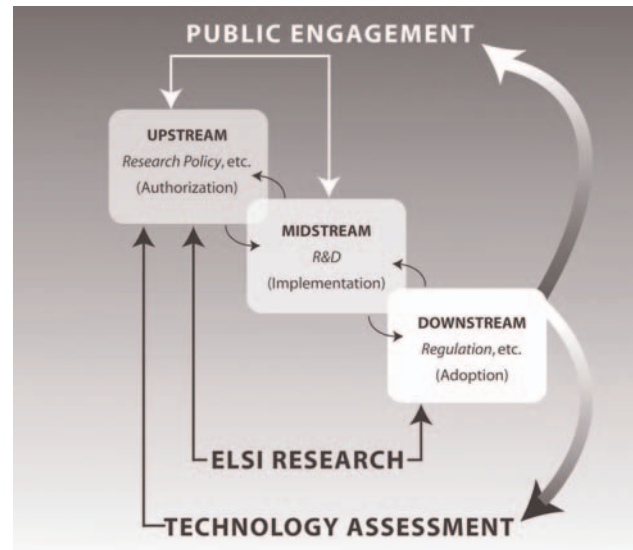 PUBLIC ENGAGEMENT
UPSTREAM
Research Policy, etc.
(Authorization)
MIDSTREAM
R&D
(Implementation)
DOWNSTREAM
Regulation, etc.
(Adoption)
ELSI RESEARCH
TECHNOLOGY ASSESSMENT